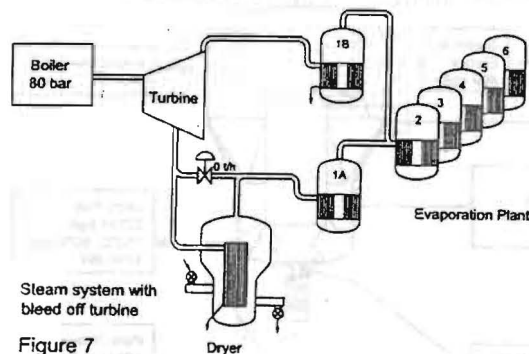 Boiler
80 bar
Turbine
1B
6
5
4
3
2
0 t/h
1A
Evaporation Plant
Steam system with
bleed off turbine
Figure 7
Dryer